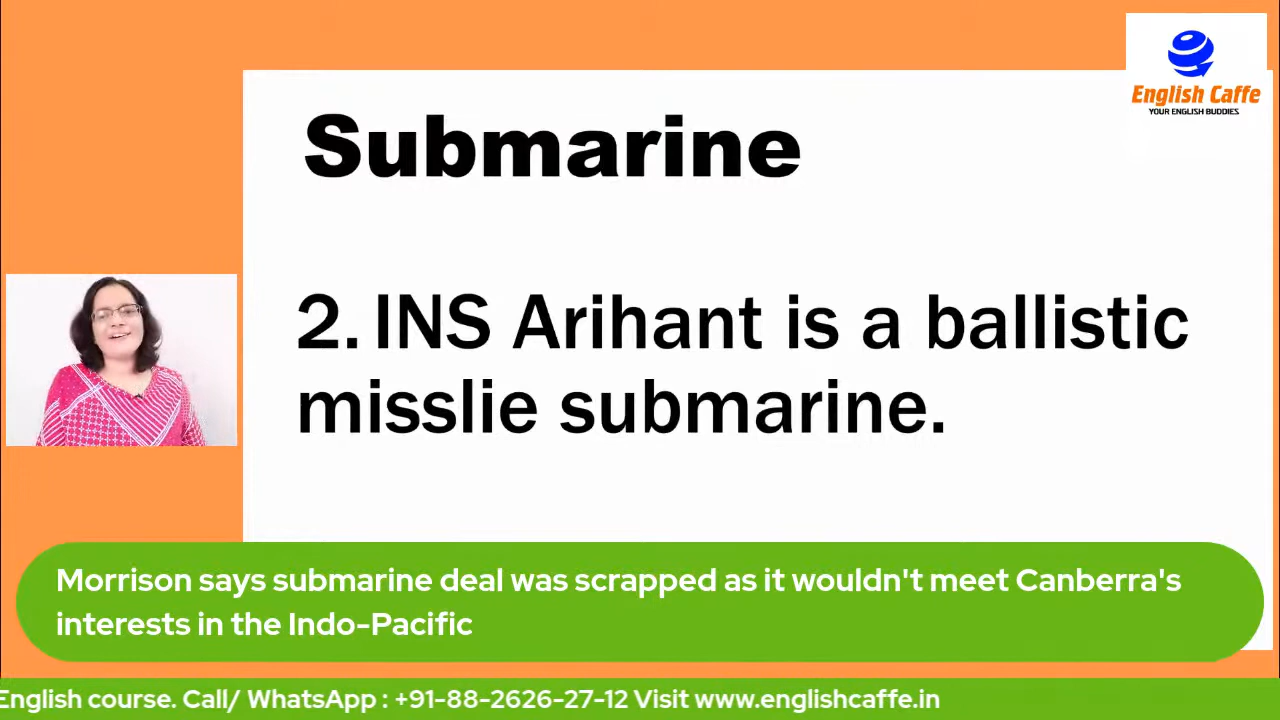 English Caffe
YOUR ENGLISH BUDDIES
Submarine
2. INS Arihant is a ballistic
misslie submarine.
Morrison says submarine deal was scrapped as it wouldn't meet Canberra's
interests in the Indo-Pacific
English course. Call/ WhatsApp : +91-88-2626-27-12 Visit www.englishcaffe.in